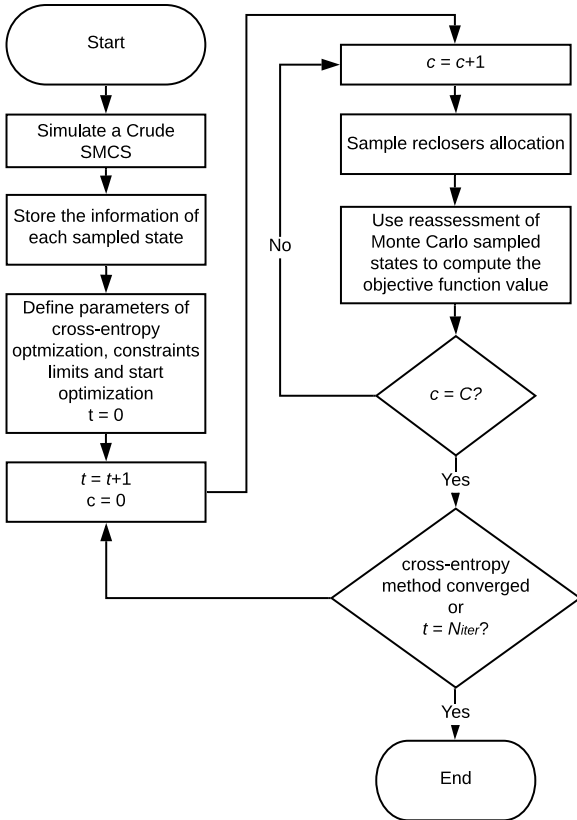 Start
Simulate a Crude
SMCS
Store the information of
each sampled state
Define parameters of
cross-entropy
optmization, constraints
limits and start
optimization
t = 0
t = t+1
c = 0
c = c+1
Sample reclosers allocation
Use reassessment of
Monte Carlo sampled
states to compute the
objective function value
No
c = C?
Yes
cross-entropy
method converged
or
t = Niter?
Yes
End